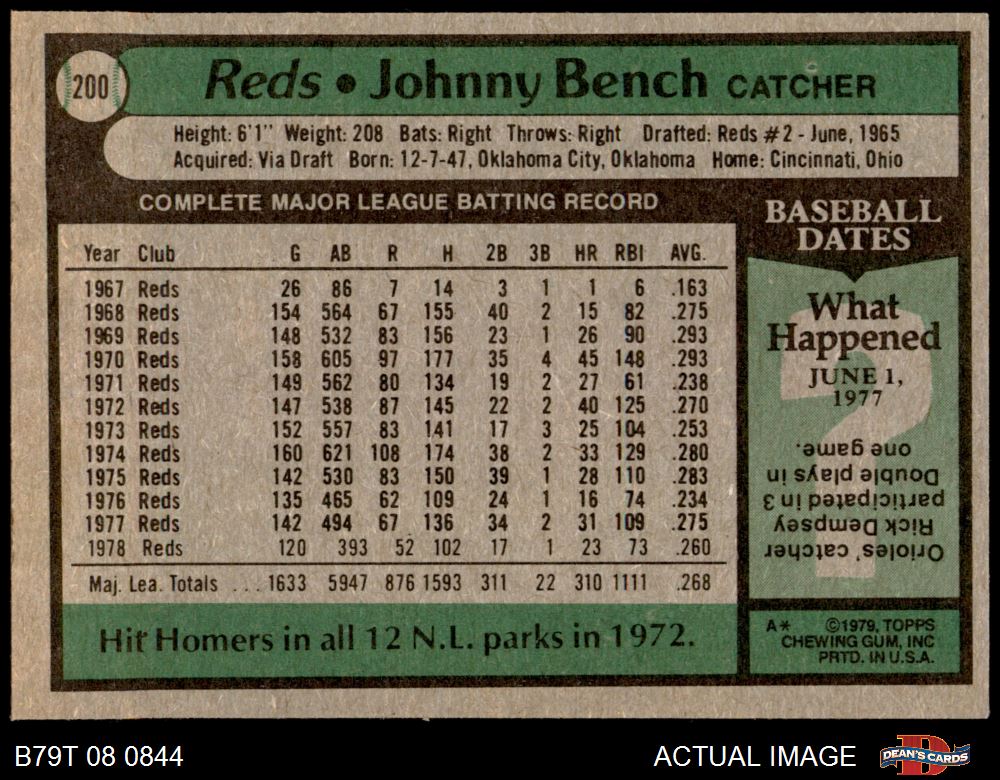 200
Reds • Johnny Bench CATCHER
Height: 6'1" Weight: 208 Bats: Right Throws: Right Drafted: Reds #2 - June, 1965
Acquired: Via Draft Born: 12-7-47, Oklahoma City, Oklahoma Home: Cincinnati, Ohio
COMPLETE MAJOR LEAGUE BATTING RECORD
Year Club G AB R H 2B 3B HR RBI AVG.
1967 Reds 26 86 7 14 3 1 1 6 .163
1968 Reds 154 564 67 155 40 2 15 82 .275
1969 Reds 148 532 83 156 23 1 26 90 .293
1970 Reds 158 605 97 177 35 4 45 148 .293
1971 Reds 149 562 80 134 19 2 27 61 .238
1972 Reds 147 538 87 145 22 2 40 125 .270
1973 Reds 152 557 83 141 17 3 25 104 .253
1974 Reds 160 621 108 174 38 2 33 129 .280
1975 Reds 142 530 83 150 39 1 28 110 .283
1976 Reds 135 465 62 109 24 1 16 74 .234
1977 Reds 142 494 67 136 34 2 31 109 .275
1978 Reds 120 393 52 102 17 1 23 73 .260
Maj. Lea. Totals ... 1633 5947 876 1593 311 22 310 1111 .268
Hit Homers in all 12 N.L. parks in 1972.
BASEBALL
DATES
What
Happened
JUNE 1,
1977
Orioles' catcher
Rick Dempsey
participated in 3
Double plays in
one game.
A* ©1979, TOPPS
CHEWING GUM, INC
PRTD. IN U.S.A.
B79T 08 0844
ACTUAL IMAGE
DEAN'S CARDS